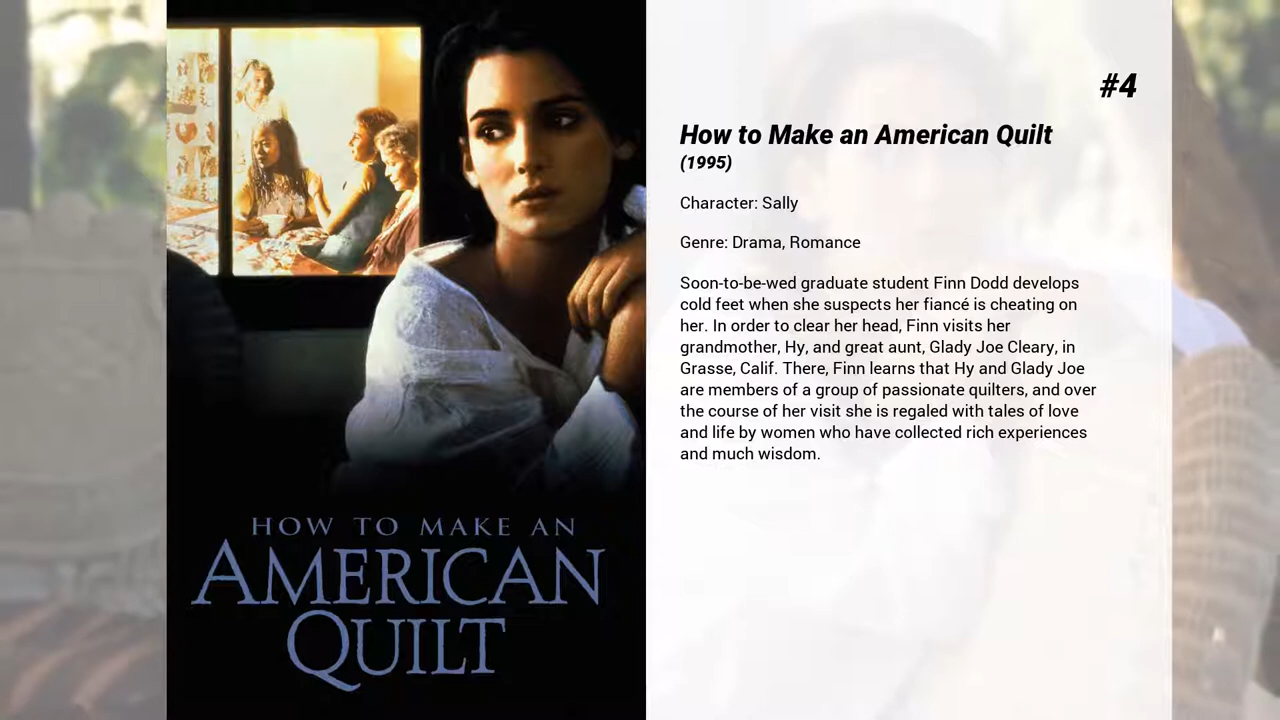 HOW TO MAKE AN
AMERICAN
QUILT
#4
How to Make an American Quilt
(1995)
Character: Sally
Genre: Drama, Romance
Soon-to-be-wed graduate student Finn Dodd develops
cold feet when she suspects her fiancé is cheating on
her. In order to clear her head, Finn visits her
grandmother, Hy, and great aunt, Glady Joe Cleary, in
Grasse, Calif. There, Finn learns that Hy and Glady Joe
are members of a group of passionate quilters, and over
the course of her visit she is regaled with tales of love
and life by women who have collected rich experiences
and much wisdom.